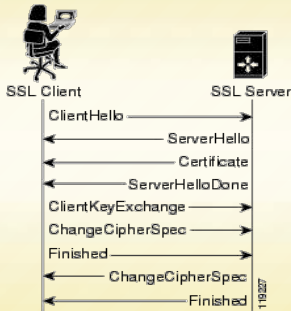 SSL Client
SSL Server
ClientHello
ServerHello
Certificate
ServerHelloDone
ClientKeyExchange
ChangeCipherSpec
Finished
ChangeCipherSpec
Finished
119227